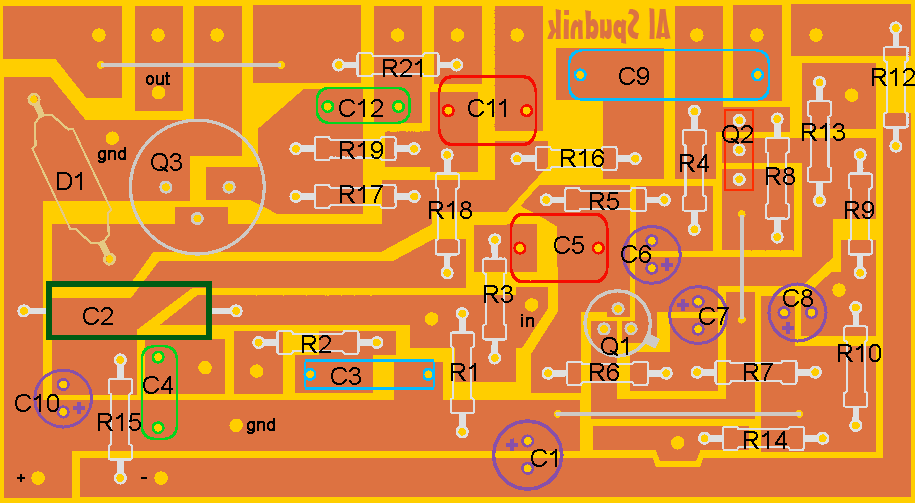 Al Spudnik
out
R21
C9
R12
C12
C11
gnd
Q3
R19
R16
R4
Q2
R13
D1
R17
R18
R5
R8
R9
C5
C6
R3
C2
in
C7
C8
R2
Q1
R10
C10
C4
C3
R1
R6
R7
R15
gnd
C1
R14
+ -